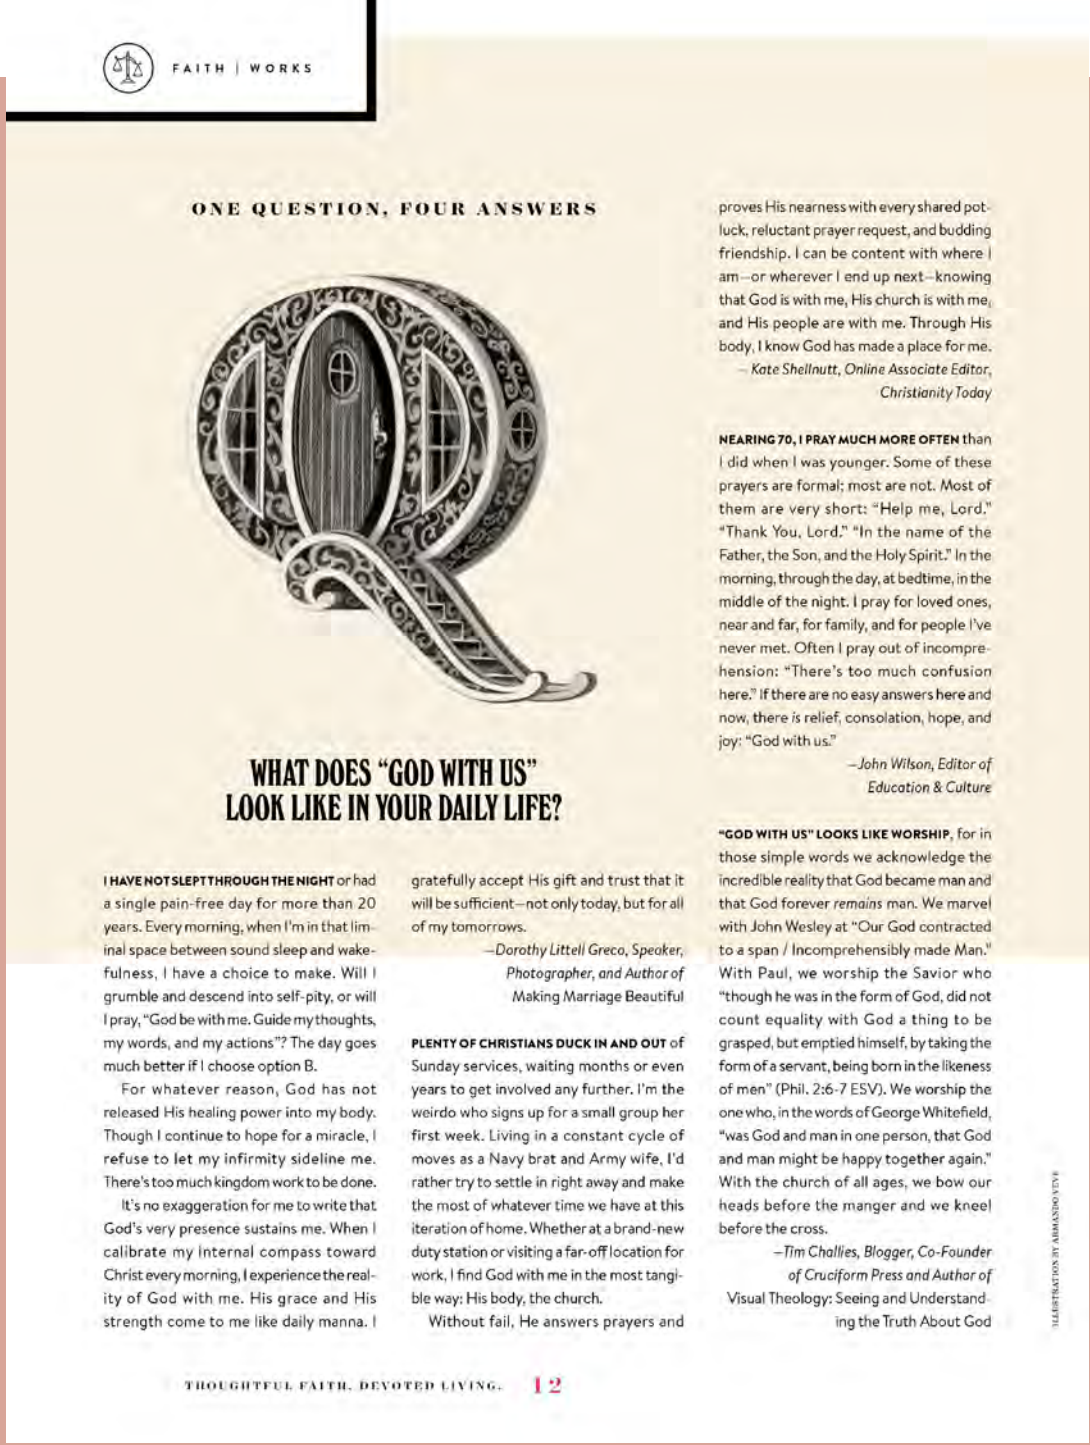 FAITH | WORKS
ONE QUESTION, FOUR ANSWERS
WHAT DOES “GOD WITH US”
LOOK LIKE IN YOUR DAILY LIFE?
I HAVE NOT SLEPT THROUGH THE NIGHT or had
a single pain-free day for more than 20
years. Every morning, when I'm in that lim-
inal space between sound sleep and wake-
fulness, I have a choice to make. Will I
grumble and descend into self-pity, or will
I pray, “God be with me. Guide my thoughts,
my words, and my actions”? The day goes
much better if I choose option B.
For whatever reason, God has not
released His healing power into my body.
Though I continue to hope for a miracle, I
refuse to let my infirmity sideline me.
There's too much kingdom work to be done.
It's no exaggeration for me to write that
God's very presence sustains me. When I
calibrate my internal compass toward
Christ every morning, I experience the real-
ity of God with me. His grace and His
strength come to me like daily manna. I
gratefully accept His gift and trust that it
will be sufficient—not only today, but for all
of my tomorrows.
—Dorothy Littell Greco, Speaker,
Photographer, and Author of
Making Marriage Beautiful
PLENTY OF CHRISTIANS DUCK IN AND OUT of
Sunday services, waiting months or even
years to get involved any further. I'm the
weirdo who signs up for a small group her
first week. Living in a constant cycle of
moves as a Navy brat and Army wife, I'd
rather try to settle in right away and make
the most of whatever time we have at this
iteration of home. Whether at a brand-new
duty station or visiting a far-off location for
work, I find God with me in the most tangi-
ble way: His body, the church.
Without fail, He answers prayers and
proves His nearness with every shared pot-
luck, reluctant prayer request, and budding
friendship. I can be content with where I
am—or wherever I end up next—knowing
that God is with me, His church is with me,
and His people are with me. Through His
body, I know God has made a place for me.
— Kate Shellnutt, Online Associate Editor,
Christianity Today
NEARING 70, I PRAY MUCH MORE OFTEN than
I did when I was younger. Some of these
prayers are formal; most are not. Most of
them are very short: “Help me, Lord.”
“Thank You, Lord.” “In the name of the
Father, the Son, and the Holy Spirit.” In the
morning, through the day, at bedtime, in the
middle of the night. I pray for loved ones,
near and far, for family, and for people I've
never met. Often I pray out of incompre-
hension: “There's too much confusion
here.” If there are no easy answers here and
now, there is relief, consolation, hope, and
joy: “God with us.”
—John Wilson, Editor of
Education & Culture
“GOD WITH US” LOOKS LIKE WORSHIP, for in
those simple words we acknowledge the
incredible reality that God became man and
that God forever remains man. We marvel
with John Wesley at “Our God contracted
to a span / Incomprehensibly made Man.”
With Paul, we worship the Savior who
“though he was in the form of God, did not
count equality with God a thing to be
grasped, but emptied himself, by taking the
form of a servant, being born in the likeness
of men” (Phil. 2:6-7 ESV). We worship the
one who, in the words of George Whitefield,
“was God and man in one person, that God
and man might be happy together again.”
With the church of all ages, we bow our
heads before the manger and we kneel
before the cross.
—Tim Challies, Blogger, Co-Founder
of Cruciform Press and Author of
Visual Theology: Seeing and Understand-
ing the Truth About God
ILLUSTRATION BY ARMANDO VEVE
THOUGHTFUL FAITH. DEVOTED LIVING. 12